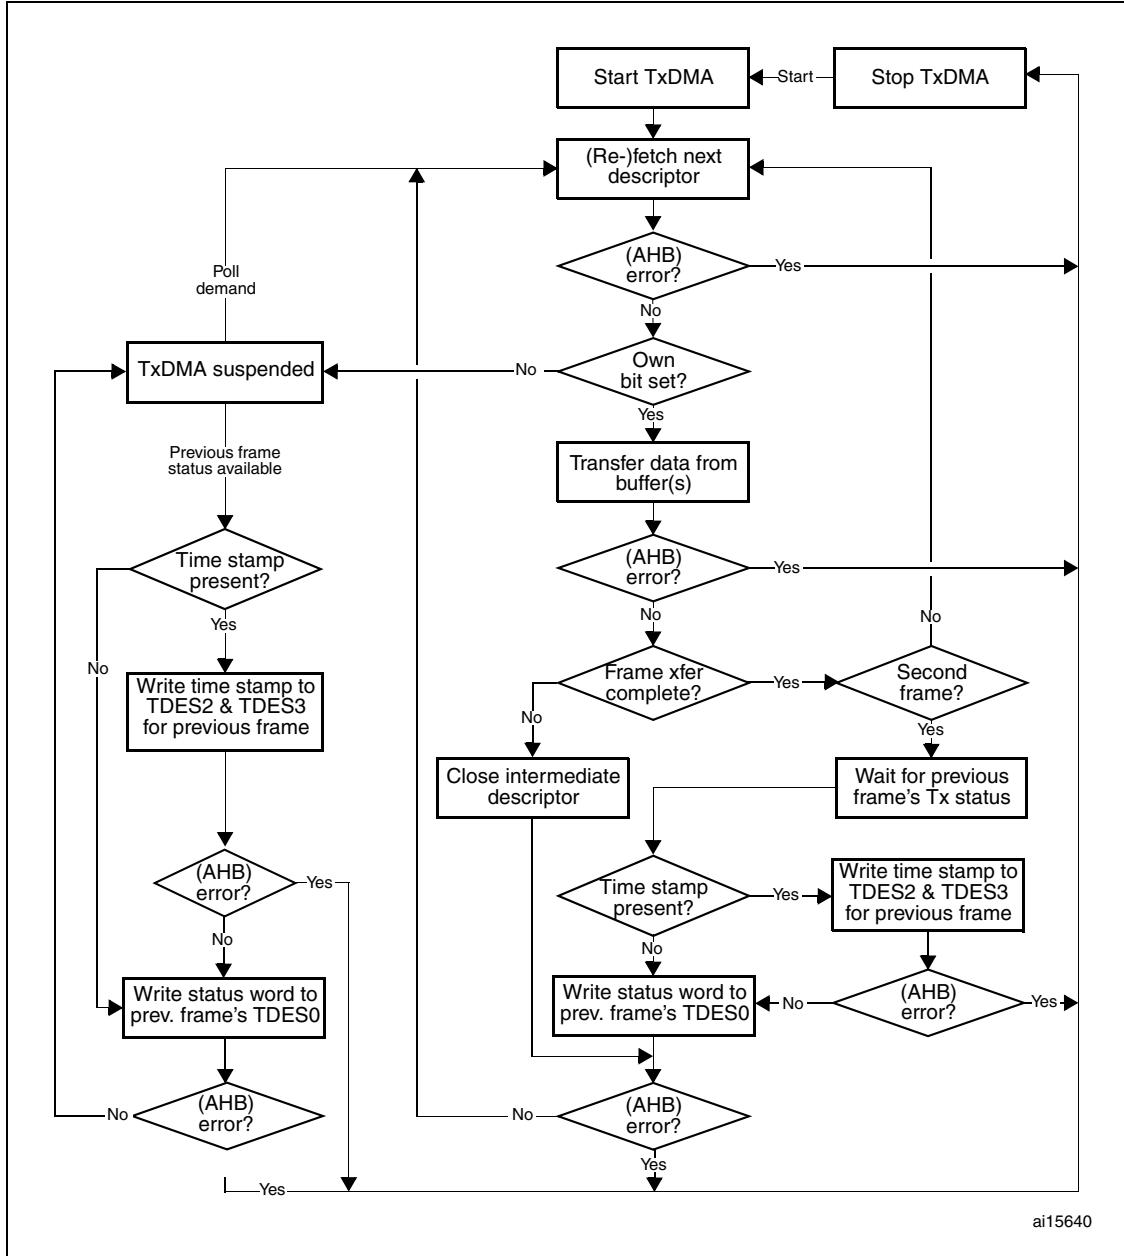 Start TxDMA
Start
Stop TxDMA
(Re-)fetch next
descriptor
(AHB)
error?
Yes
No
Poll
demand
TxDMA suspended
No
Own
bit set?
Yes
Previous frame
status available
Transfer data from
buffer(s)
Time stamp
present?
(AHB)
error?
Yes
No
Yes
No
No
Write time stamp to
TDES2 & TDES3
for previous frame
Frame xfer
complete?
Yes
Second
frame?
No
Yes
Close intermediate
descriptor
Wait for previous
frame's Tx status
(AHB)
error?
Yes
No
Time stamp
present?
Yes
Write time stamp to
TDES2 & TDES3
for previous frame
No
Write status word to
prev. frame's TDES0
Write status word to
prev. frame's TDES0
No
(AHB)
error?
Yes
No
(AHB)
error?
No
(AHB)
error?
Yes
Yes
ai15640